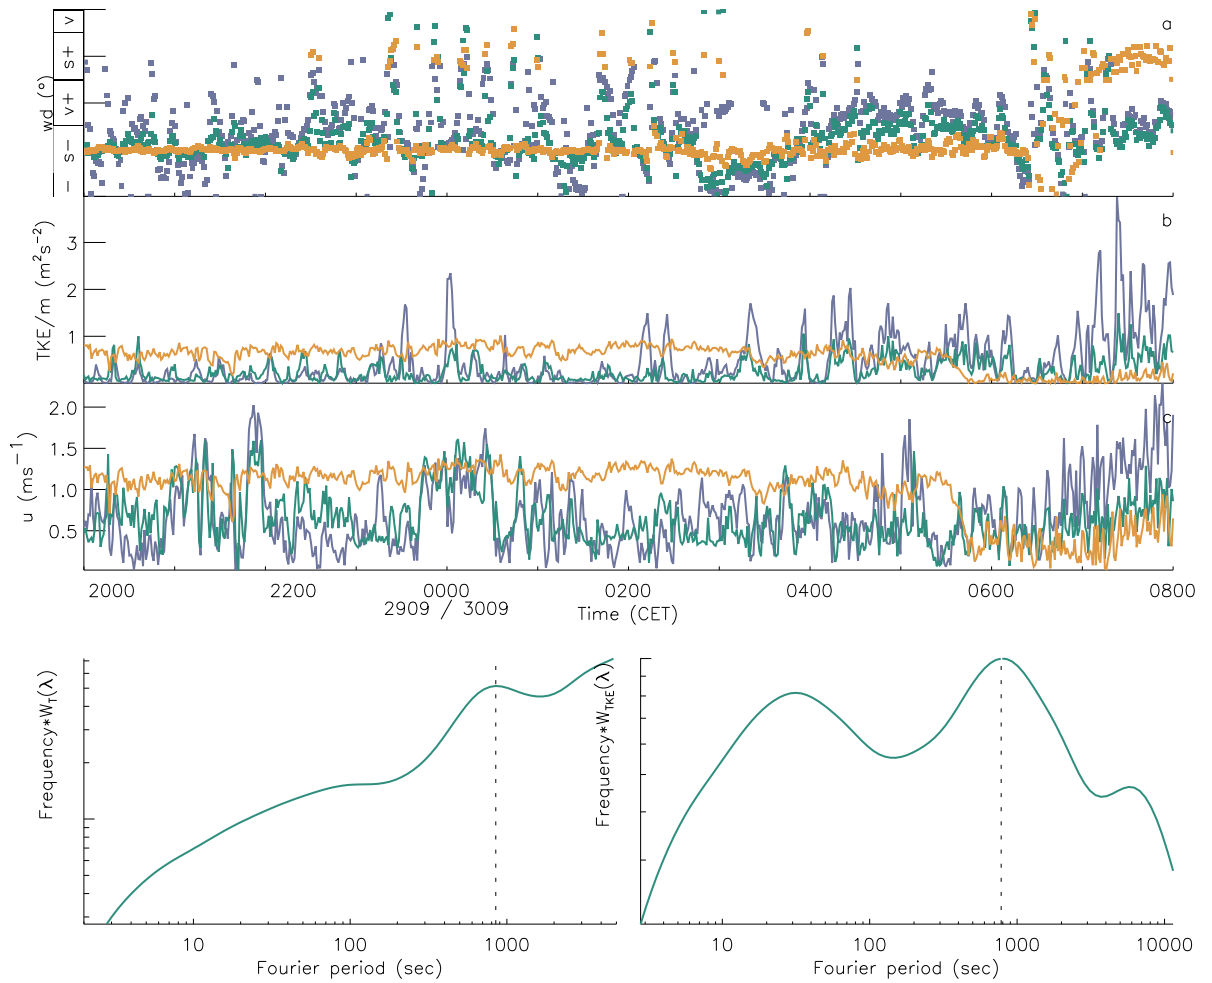 wd (°)
v
s+
v+
s−
−
a
TKE/m (m²s⁻²)
3
2
1
b
u (ms⁻¹)
2.0
1.5
1.0
0.5
c
2000 2200 0000 0200 0400 0600 0800
2909 / 3009
Time (CET)
Frequency*W_T(λ)
10 100 1000
Fourier period (sec)
Frequency*W_TKE(λ)
10 100 1000 10000
Fourier period (sec)